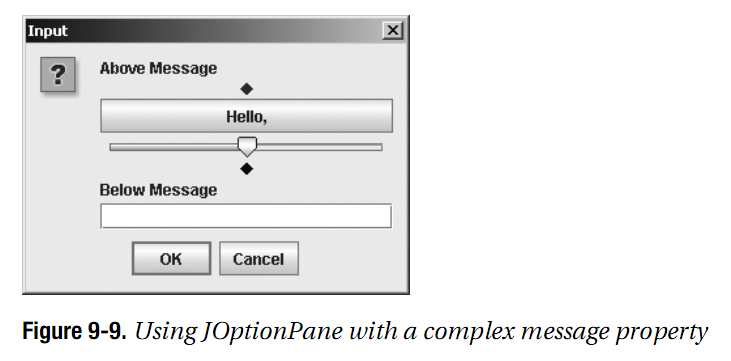 Input
?
Above Message
Hello,
Below Message
OK Cancel
Figure 9-9. Using JOptionPane with a complex message property